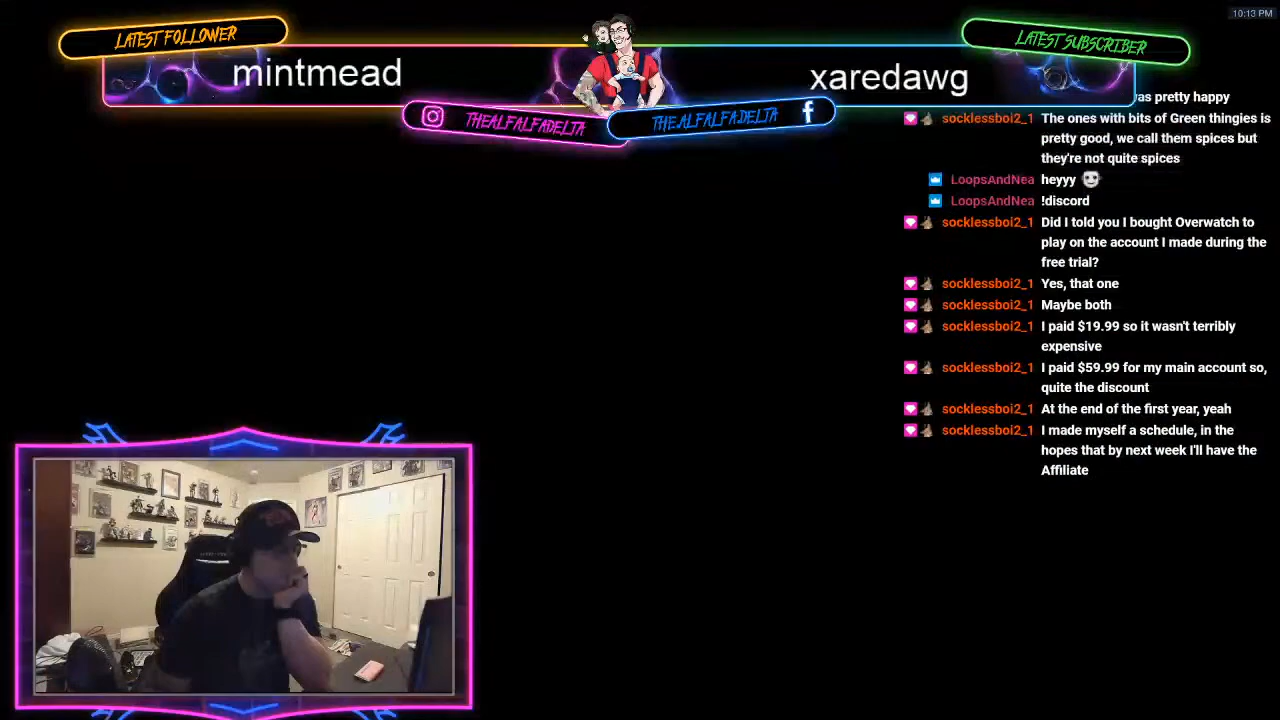 10:13 PM
LATEST FOLLOWER
LATEST SUBSCRIBER
mintmead
xaredawg
THEALFALFADELTA
THEALFALFADELTA
was pretty happy
socklessboi2_1 The ones with bits of Green thingies is
pretty good, we call them spices but
they're not quite spices
LoopsAndNea heyyy
LoopsAndNea !discord
socklessboi2_1 Did I told you I bought Overwatch to
play on the account I made during the
free trial?
socklessboi2_1 Yes, that one
socklessboi2_1 Maybe both
socklessboi2_1 I paid $19.99 so it wasn't terribly
expensive
socklessboi2_1 I paid $59.99 for my main account so,
quite the discount
socklessboi2_1 At the end of the first year, yeah
socklessboi2_1 I made myself a schedule, in the
hopes that by next week I'll have the
Affiliate